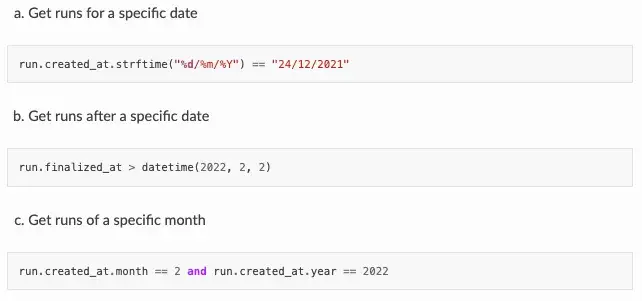 a. Get runs for a specific date
run.created_at.strftime("%d/%m/%Y") == "24/12/2021"
b. Get runs after a specific date
run.finalized_at > datetime(2022, 2, 2)
c. Get runs of a specific month
run.created_at.month == 2 and run.created_at.year == 2022